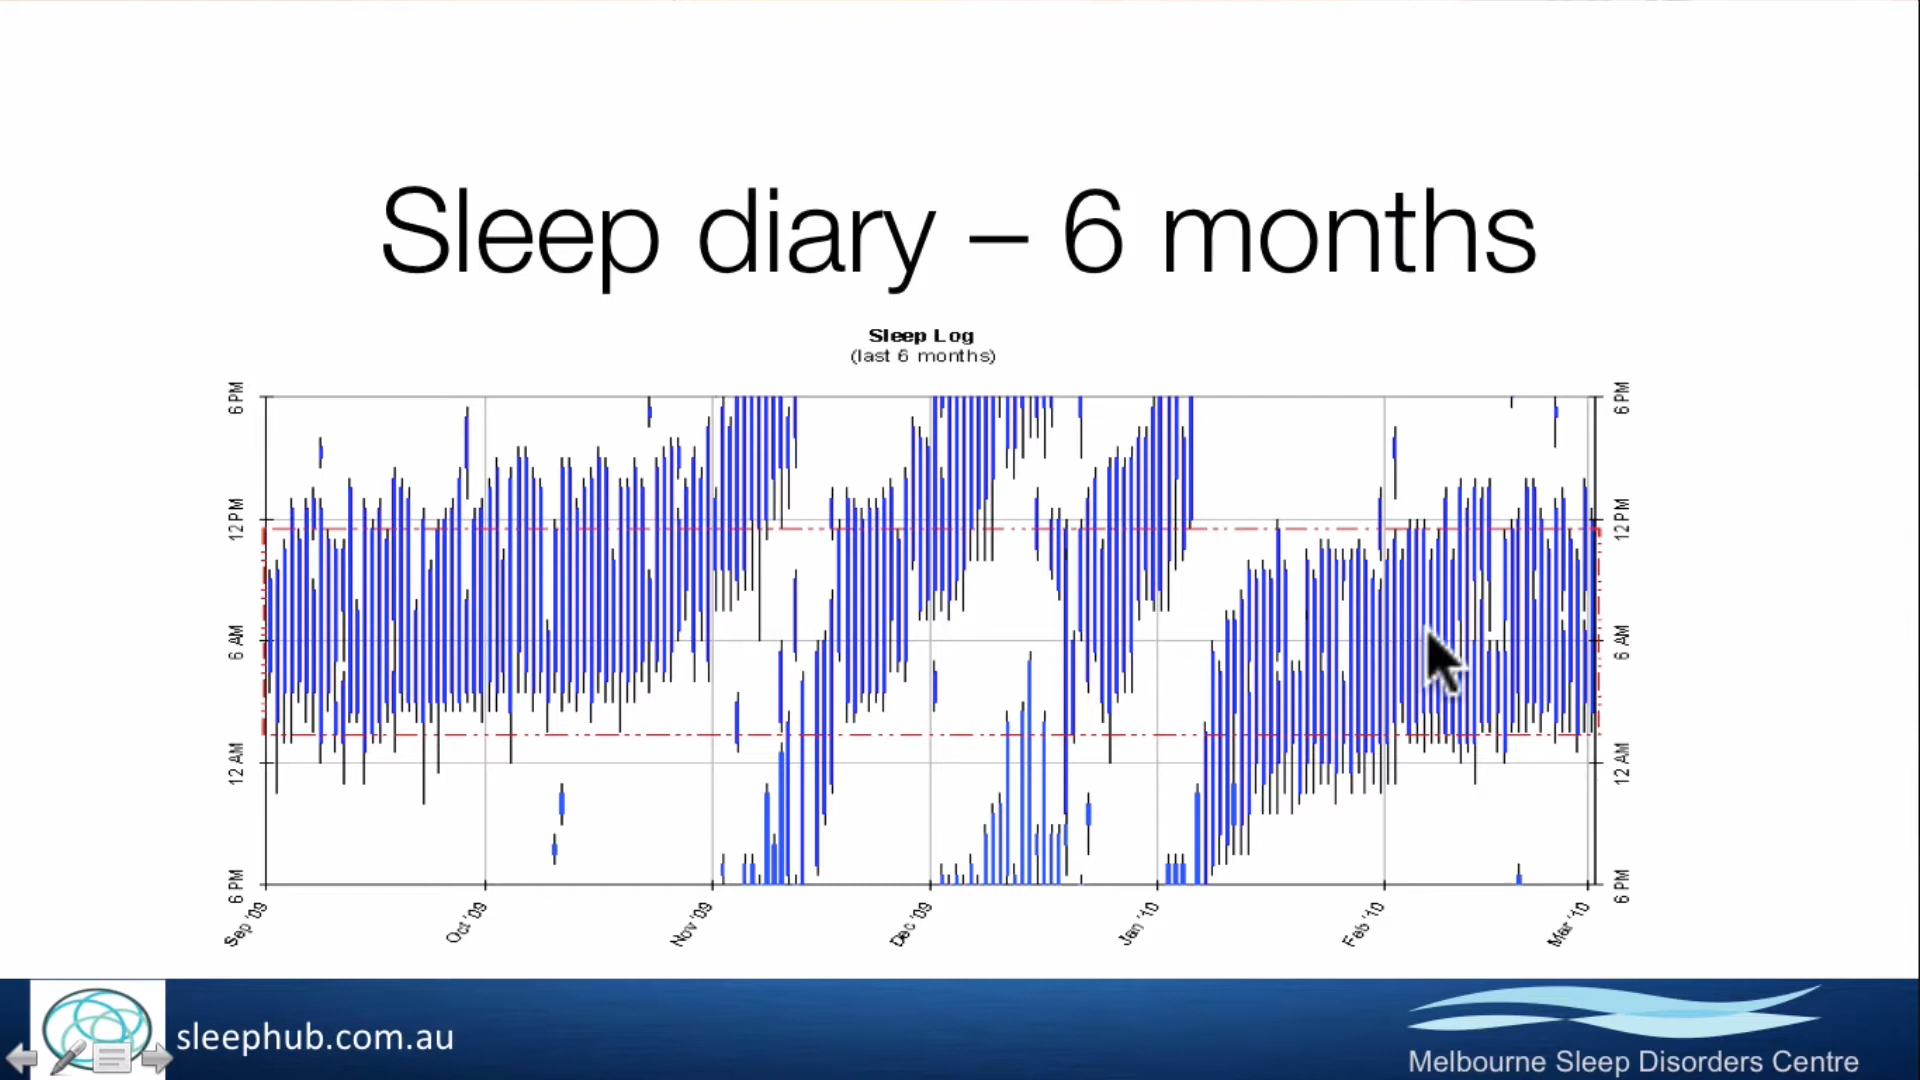 Sleep diary – 6 months
Sleep Log
(last 6 months)
6 PM
12 PM
6 AM
12 AM
6 PM
6 PM
12 PM
6 AM
12 AM
6 PM
Sep '09
Oct '09
Nov '09
Dec '09
Jan '10
Feb '10
Mar '10
sleephub.com.au
Melbourne Sleep Disorders Centre